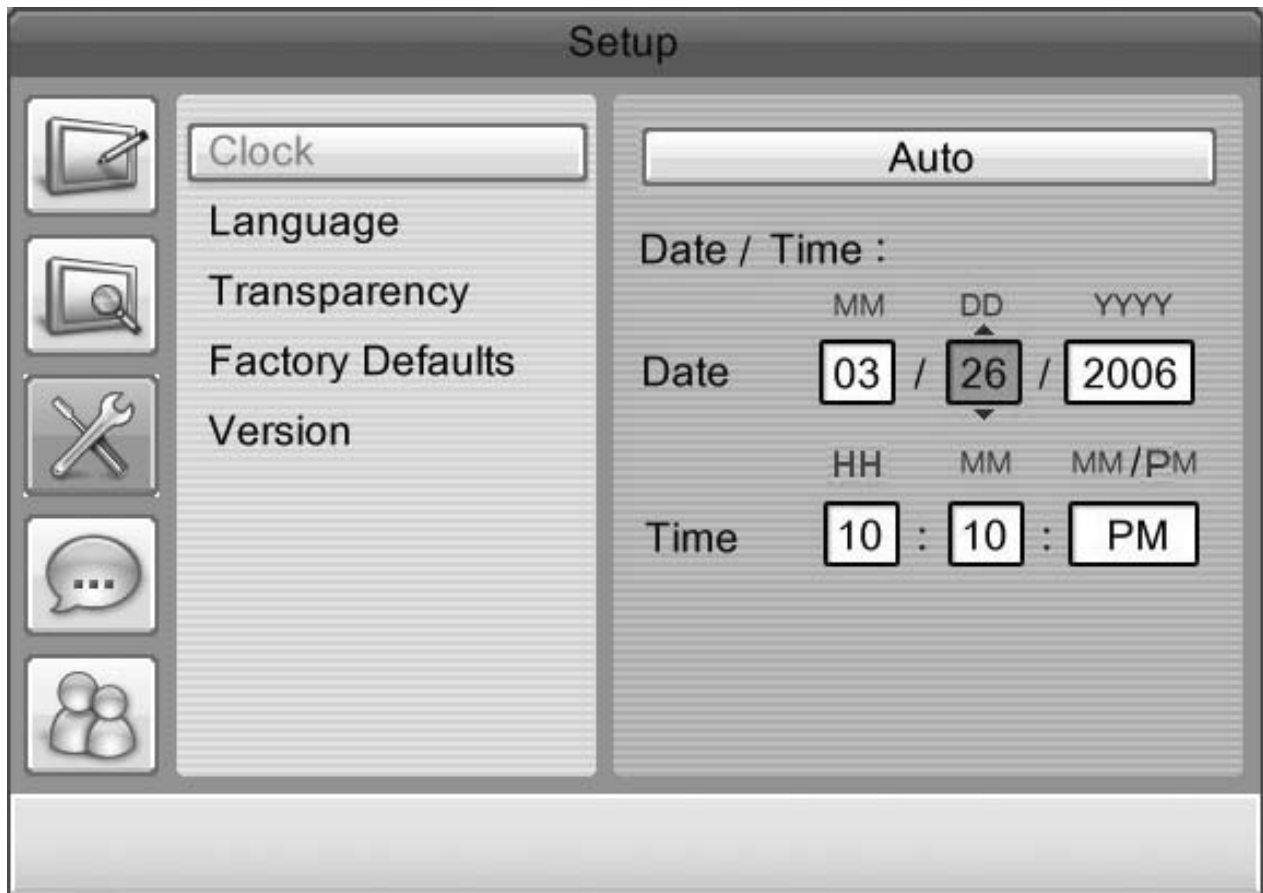 Setup
Clock
Language
Transparency
Factory Defaults
Version
Auto
Date / Time :
MM DD YYYY
Date 03 / 26 / 2006
HH MM MM/PM
Time 10 : 10 : PM